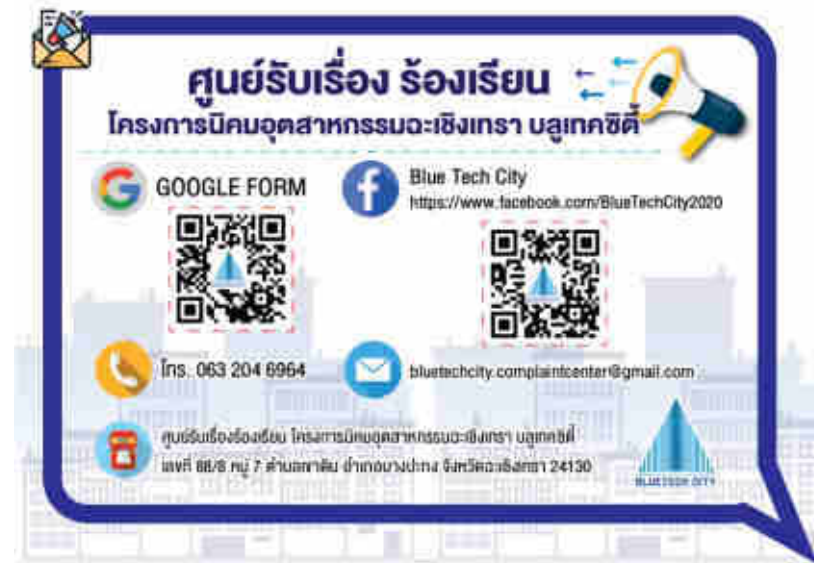 ศูนย์รับเรื่อง ร้องเรียน
โครงการนิคมอุตสาหกรรมฉะเชิงเทรา บลูเทคซิตี้
GOOGLE FORM
Blue Tech City
https://www.facebook.com/BlueTechCity2020
โทร. 063 204 6964
bluetechcity.complaintcenter@gmail.com
ศูนย์รับเรื่องร้องเรียน โครงการนิคมอุตสาหกรรมฉะเชิงเทรา บลูเทคซิตี้
เลขที่ 88/8 หมู่ 7 ตำบลเขาดิน อำเภอบางปะกง จังหวัดฉะเชิงเทรา 24130
BLUETECH CITY